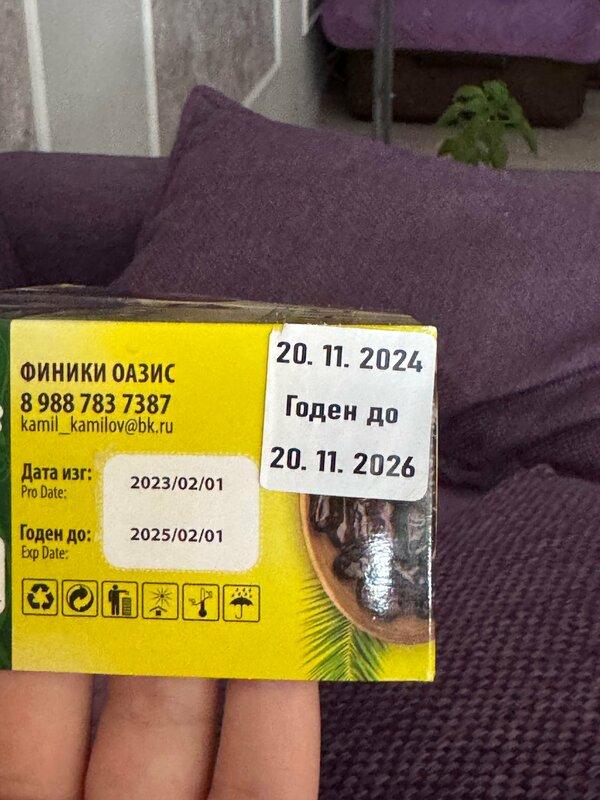 ФИНИКИ ОАЗИС
8 988 783 7387
kamil_kamilov@bk.ru
Дата изг:
Pro Date:
2023/02/01
Годен до:
Exp Date:
2025/02/01
20. 11. 2024
Годен до
20. 11. 2026